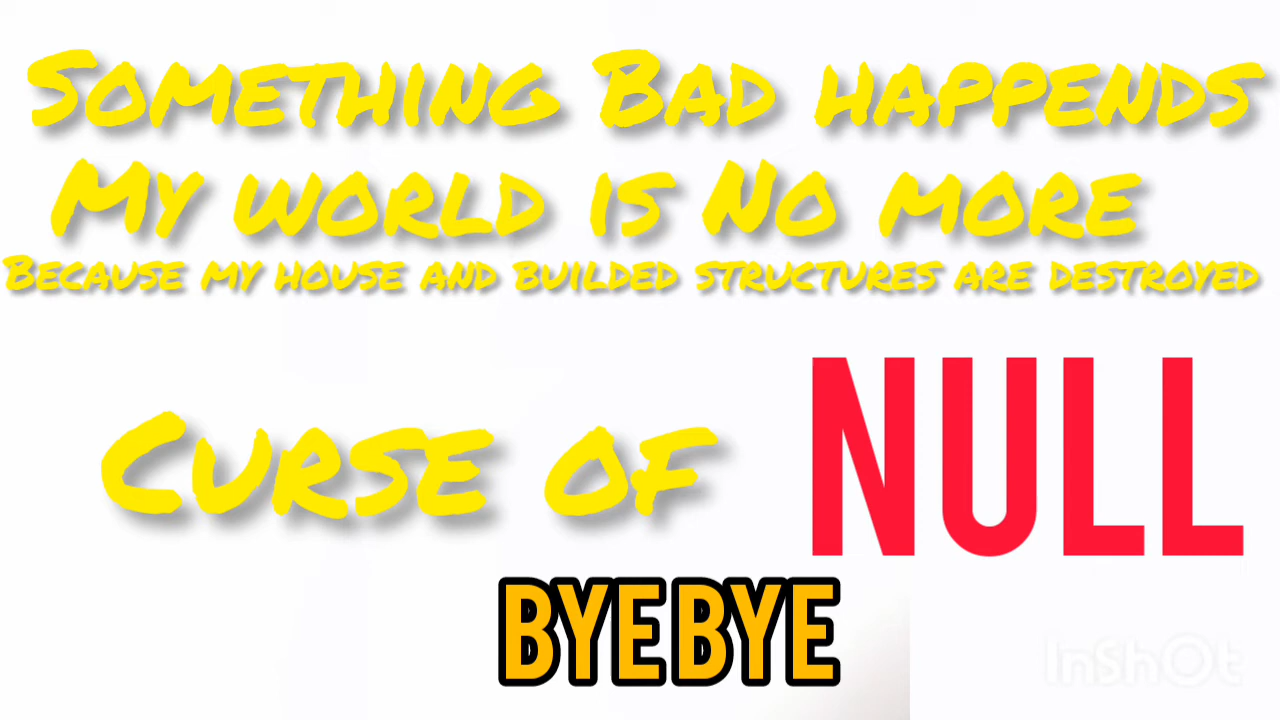 Something Bad happends
My world is No more
Because my house and builded structures are destroyed
Curse of NULL
BYEBYE
InShOt